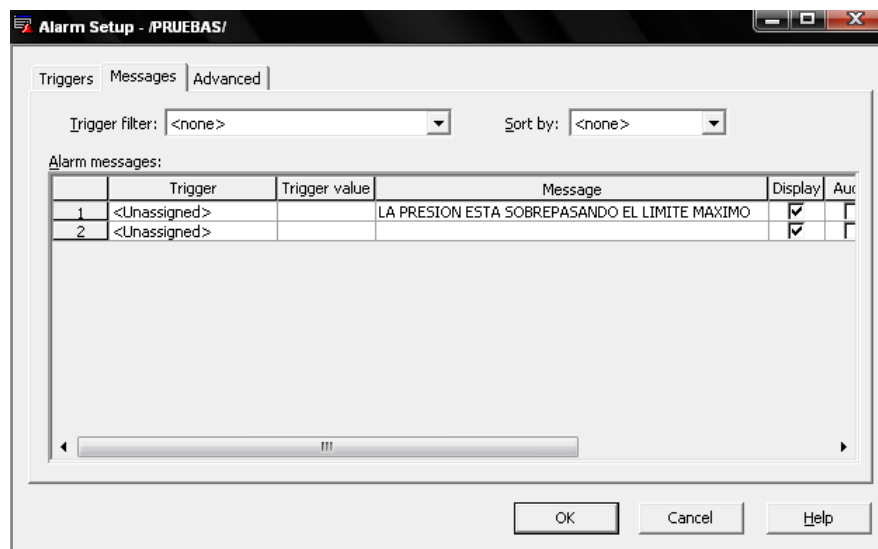 Alarm Setup - /PRUEBAS/
Triggers Messages Advanced
Trigger filter: <none> Sort by: <none>
Alarm messages:
Trigger Trigger value Message Display Aud
1 <Unassigned> LA PRESION ESTA SOBREPASANDO EL LIMITE MAXIMO
2 <Unassigned>
OK Cancel Help